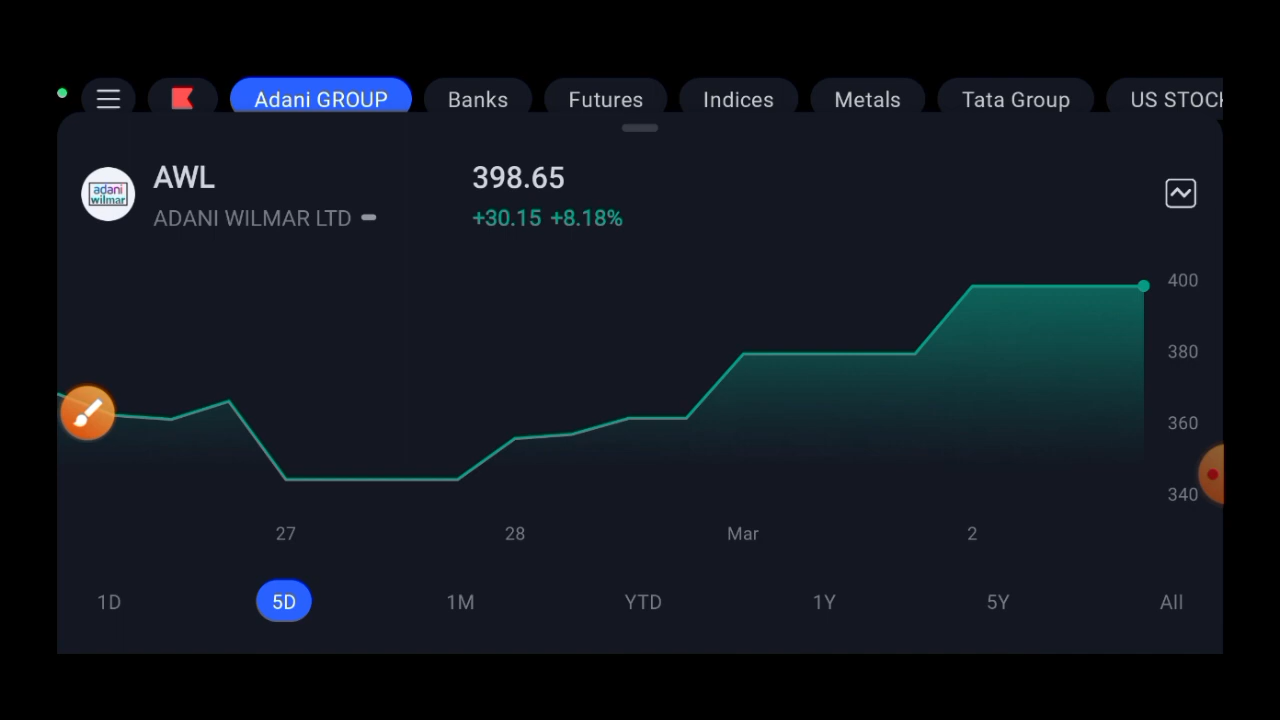 Adani GROUP Banks Futures Indices Metals Tata Group US STOCK
AWL 398.65
adani
wilmar
ADANI WILMAR LTD +30.15 +8.18%
400
380
360
340
27 28 Mar 2
1D 5D 1M YTD 1Y 5Y All